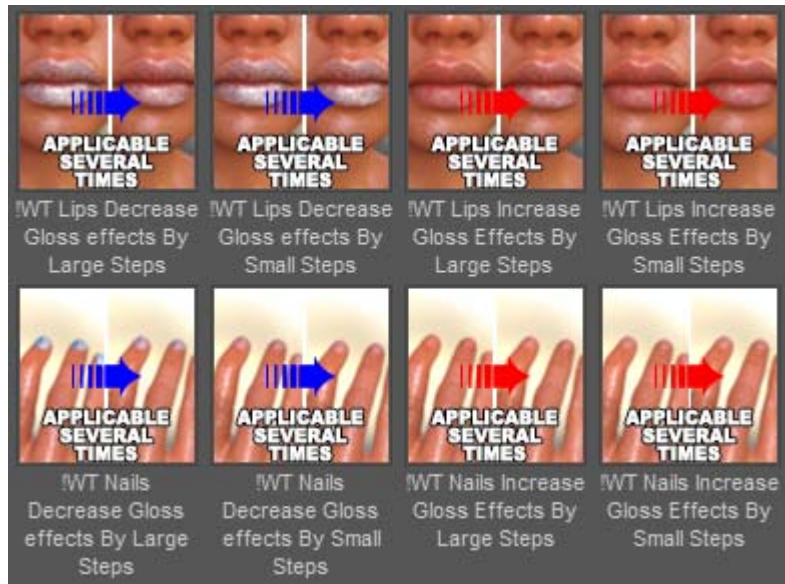 APPLICABLE SEVERAL TIMES
APPLICABLE SEVERAL TIMES
APPLICABLE SEVERAL TIMES
APPLICABLE SEVERAL TIMES
!WT Lips Decrease
Gloss effects By
Large Steps
!WT Lips Decrease
Gloss effects By
Small Steps
!WT Lips Increase
Gloss Effects By
Large Steps
!WT Lips Increase
Gloss Effects By
Small Steps
APPLICABLE SEVERAL TIMES
APPLICABLE SEVERAL TIMES
APPLICABLE SEVERAL TIMES
APPLICABLE SEVERAL TIMES
!WT Nails
Decrease Gloss
effects By Large
Steps
!WT Nails
Decrease Gloss
effects By Small
Steps
!WT Nails Increase
Gloss Effects By
Large Steps
!WT Nails Increase
Gloss Effects By
Small Steps